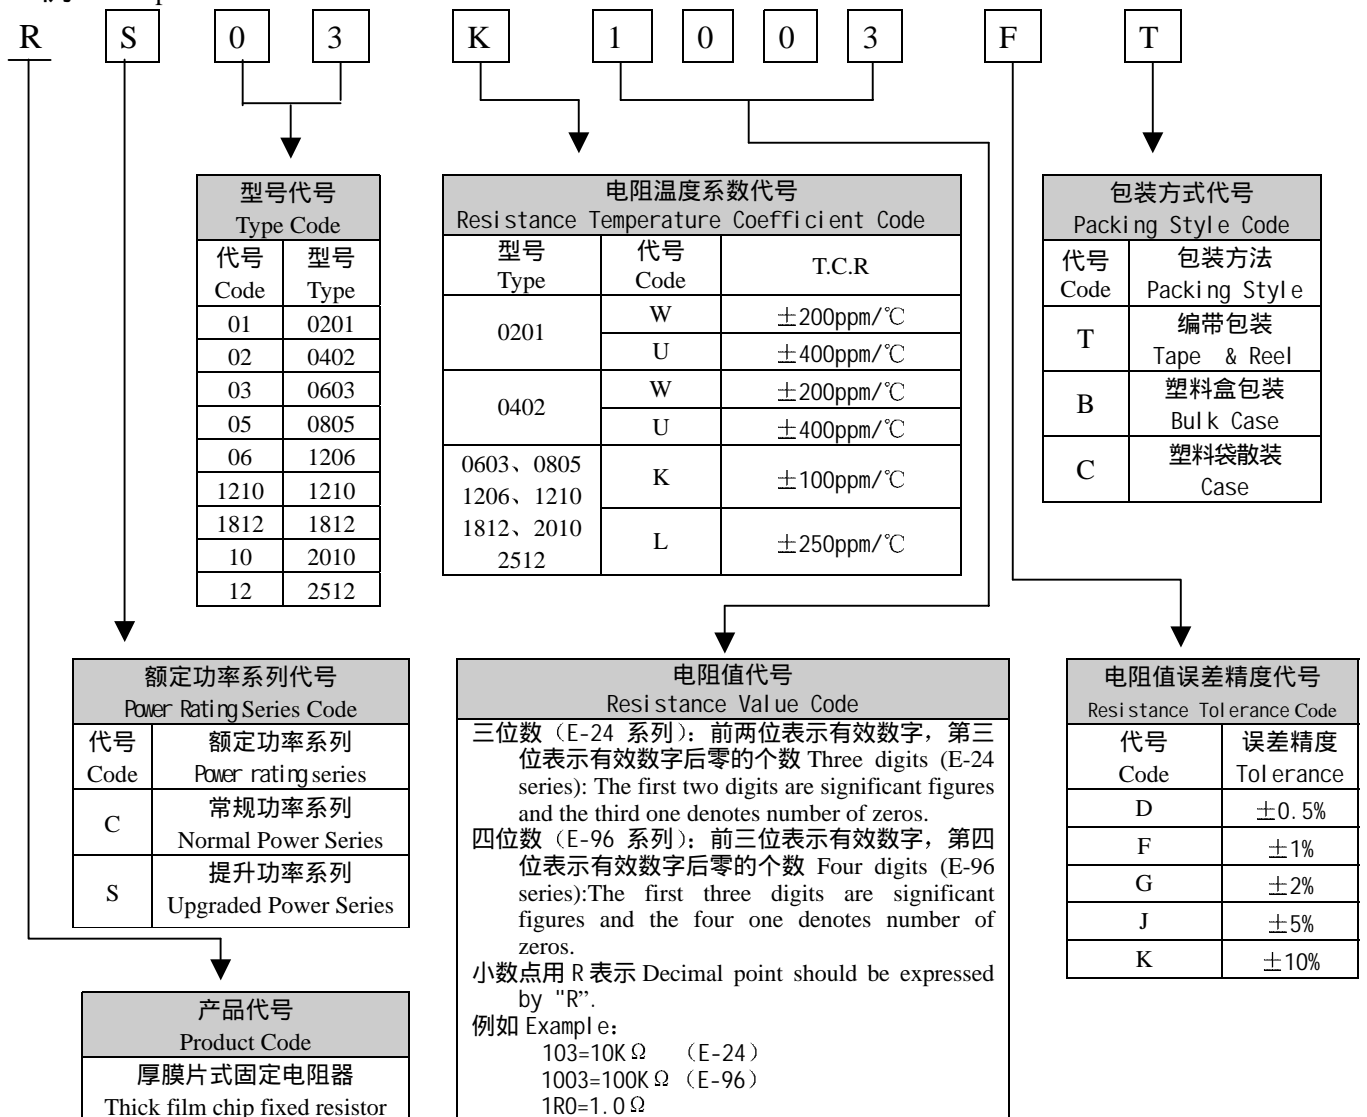 R S 0 3 K 1 0 0 3 F T
型号代号
Type Code
代号 型号
Code Type
01 0201
02 0402
03 0603
05 0805
06 1206
1210 1210
1812 1812
10 2010
12 2512
电阻温度系数代号
Resistance Temperature Coefficient Code
型号 代号 T.C.R
Type Code
0201 W ±200ppm/℃
U ±400ppm/℃
0402 W ±200ppm/℃
U ±400ppm/℃
0603、0805
1206、1210
1812、2010
2512
K ±100ppm/℃
L ±250ppm/℃
包装方式代号
Packing Style Code
代号 包装方法
Code Packing Style
T 编带包装
Tape & Reel
B 塑料盒包装
Bulk Case
C 塑料袋散装
Case
额定功率系列代号
Power Rating Series Code
代号 额定功率系列
Code Power rating series
C 常规功率系列
Normal Power Series
S 提升功率系列
Upgraded Power Series
产品代号
Product Code
厚膜片式固定电阻器
Thick film chip fixed resistor
电阻值代号
Resistance Value Code
三位数（E-24 系列）：前两位表示有效数字，第三
位表示有效数字后零的个数 Three digits (E-24
series): The first two digits are significant figures
and the third one denotes number of zeros.
四位数（E-96 系列）：前三位表示有效数字，第四
位表示有效数字后零的个数 Four digits (E-96
series):The first three digits are significant
figures and the four one denotes number of
zeros.
小数点用 R 表示 Decimal point should be expressed
by "R”.
例如 Example：
103=10KΩ （E-24）
1003=100KΩ （E-96）
1R0=1.0Ω
电阻值误差精度代号
Resistance Tolerance Code
代号 误差精度
Code Tolerance
D ±0.5%
F ±1%
G ±2%
J ±5%
K ±10%